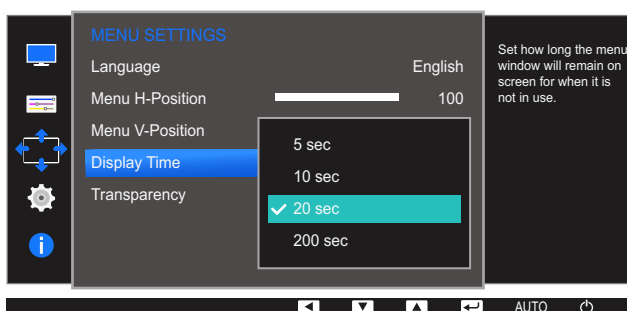 MENU SETTINGS
Language English
Menu H-Position 100
Menu V-Position
Display Time
Transparency
5 sec
10 sec
20 sec
200 sec
Set how long the menu
window will remain on
screen for when it is
not in use.
AUTO